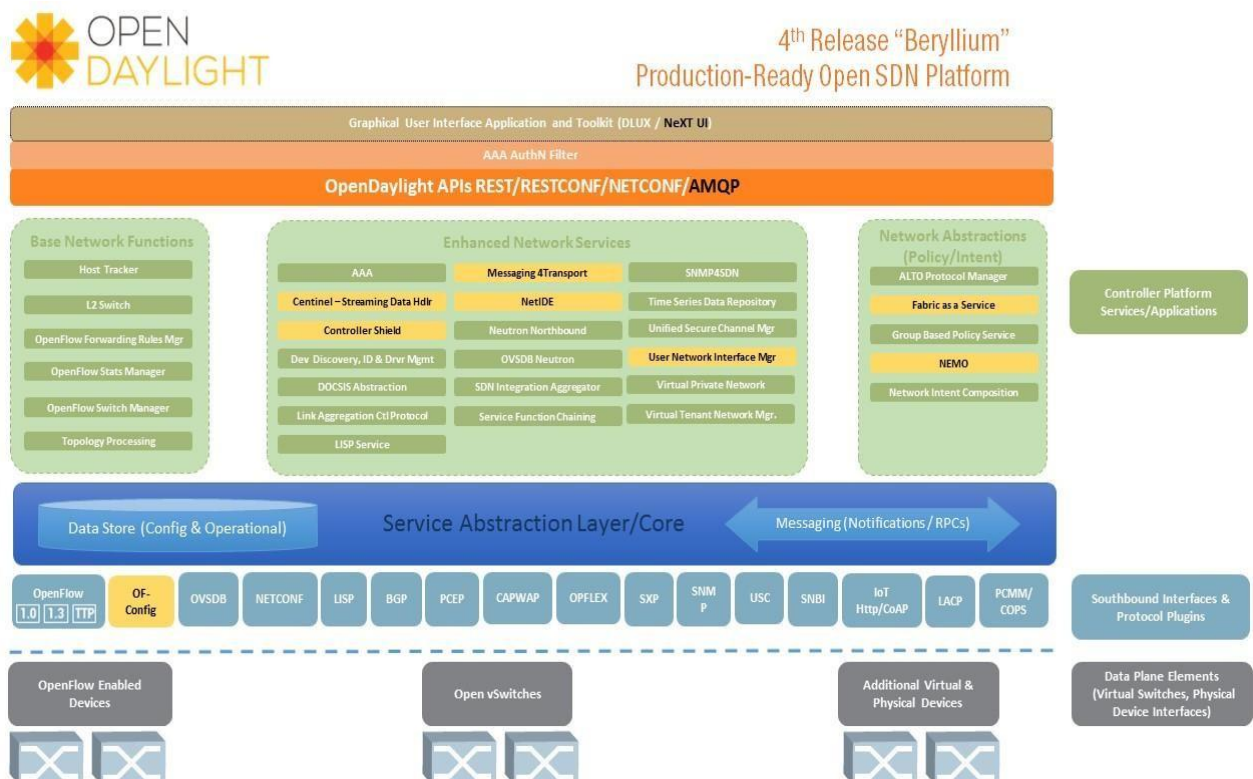 OPEN
DAYLIGHT
4th Release “Beryllium”
Production-Ready Open SDN Platform
Graphical User Interface Application and Toolkit (DLUX / NeXT UI)
AAA AuthN Filter
OpenDaylight APIs REST/RESTCONF/NETCONF/AMQP
Base Network Functions
Host Tracker
L2 Switch
OpenFlow Forwarding Rules Mgr
OpenFlow Stats Manager
OpenFlow Switch Manager
Topology Processing
Enhanced Network Services
AAA
Centinel – Streaming Data Hdlr
Controller Shield
Dev Discovery, ID & Drvr Mgmt
DOCSIS Abstraction
Link Aggregation Ctl Protocol
LISP Service
Messaging 4Transport
NetIDE
Neutron Northbound
OVSDB Neutron
SDN Integration Aggregator
Service Function Chaining
SNMP4SDN
Time Series Data Repository
Unified Secure Channel Mgr
User Network Interface Mgr
Virtual Private Network
Virtual Tenant Network Mgr.
Network Abstractions
(Policy/Intent)
ALTO Protocol Manager
Fabric as a Service
Group Based Policy Service
NEMO
Network Intent Composition
Controller Platform
Services/Applications
Data Store (Config & Operational)
Service Abstraction Layer/Core
Messaging (Notifications / RPCs)
OpenFlow
1.0 1.3 TTP
OF-
Config
OVSDB
NETCONF
LISP
BGP
PCEP
CAPWAP
OPFLEX
SXP
SNM
P
USC
SNBI
IoT
Http/CoAP
LACP
PCMM/
COPS
Southbound Interfaces &
Protocol Plugins
OpenFlow Enabled
Devices
Open vSwitches
Additional Virtual &
Physical Devices
Data Plane Elements
(Virtual Switches, Physical
Device Interfaces)